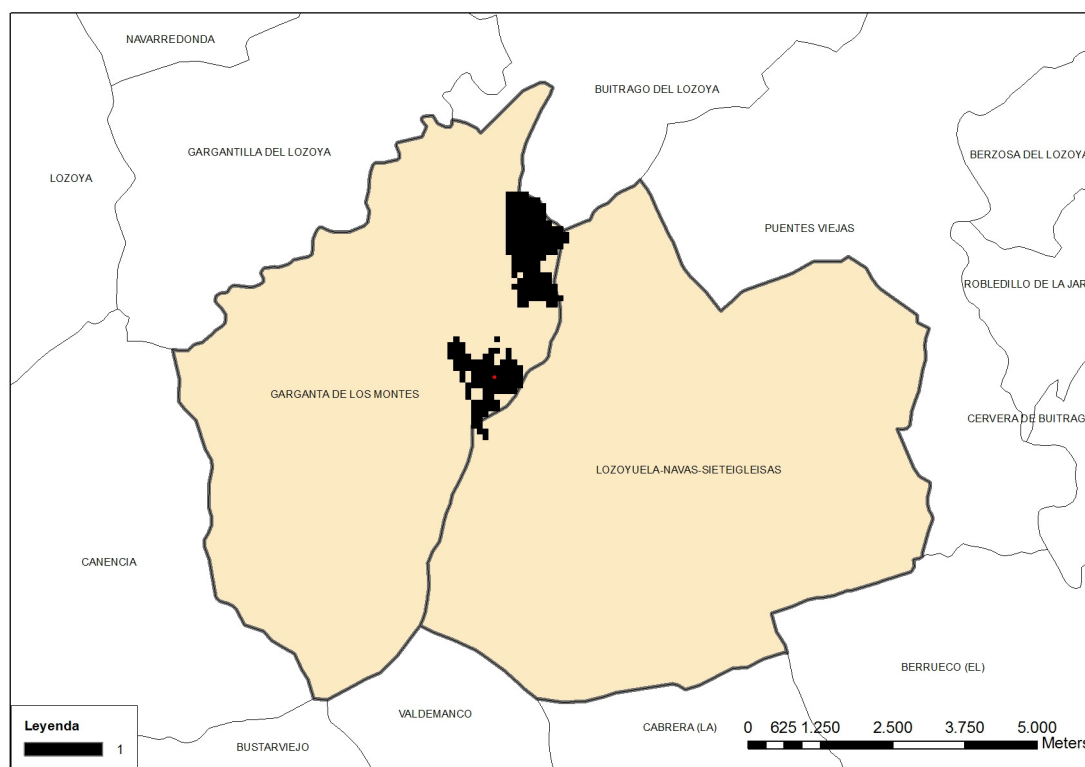 NAVARREDONDA
BUITRAGO DEL LOZOYA
GARGANTILLA DEL LOZOYA
BERZOSA DEL LOZOYA
LOZOYA
PUENTES VIEJAS
ROBLEDILLO DE LA JAR
GARGANTA DE LOS MONTES
CERVERA DE BUITRAG
LOZOYUELA-NAVAS-SIETEIGLEISAS
CANENCIA
BERRUECO (EL)
VALDEMANCO
CABRERA (LA)
BUSTARVIEJO
Leyenda
1
0 625 1.250 2.500 3.750 5.000
Meters